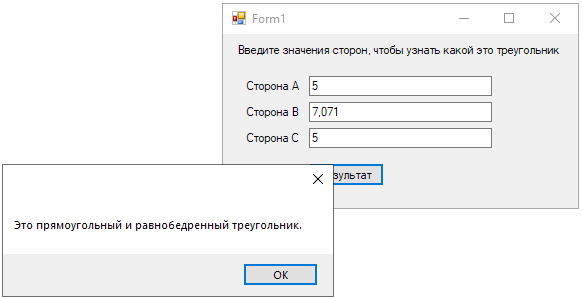 Form1
Введите значения сторон, чтобы узнать какой это треугольник
Сторона А 5
Сторона В 7,071
Сторона С 5
зультат
Это прямоугольный и равнобедренный треугольник.
OK